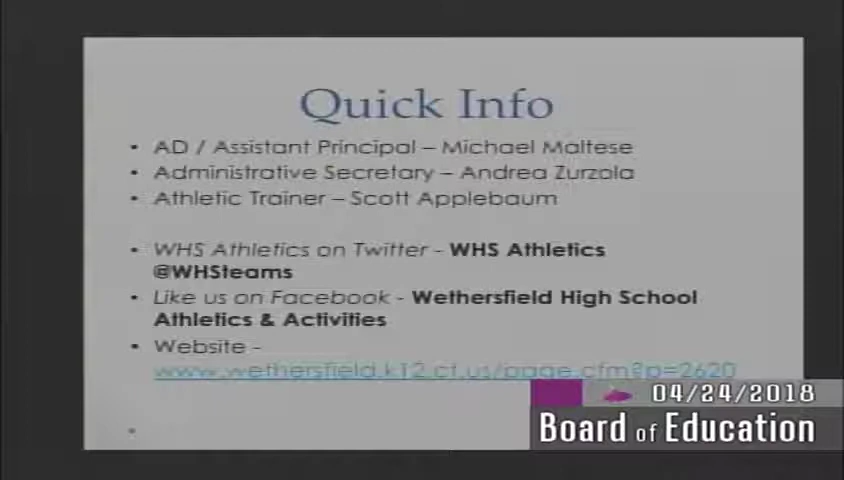 Quick Info
• AD / Assistant Principal – Michael Maltese
• Administrative Secretary – Andrea Zurzola
• Athletic Trainer – Scott Applebaum
• WHS Athletics on Twitter - WHS Athletics
@WHSteams
• Like us on Facebook - Wethersfield High School
Athletics & Activities
• Website -
www.wethersfield.k12.ct.us/page.cfm?p=2620
04/24/2018
Board of Education